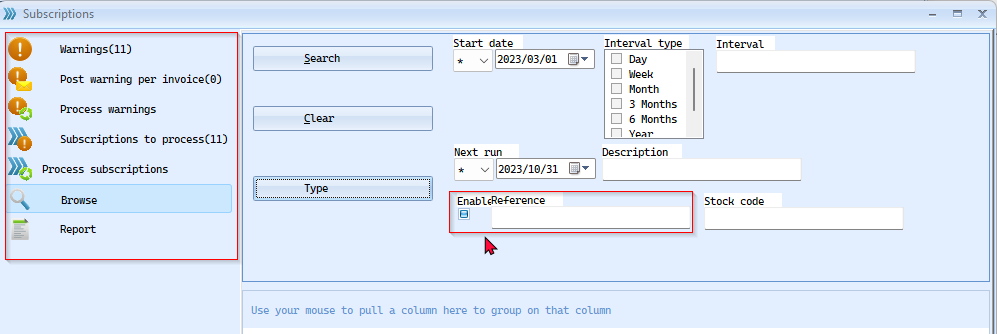 Subscriptions
Warnings(11)
Post warning per invoice(0)
Process warnings
Subscriptions to process(11)
Process subscriptions
Browse
Report
Search
Clear
Type
Start date
* 2023/03/01
Interval type
Day
Week
Month
3 Months
6 Months
Year
Interval
Next run
* 2023/10/31
Description
Enable
Reference
Stock code
Use your mouse to pull a column here to group on that column